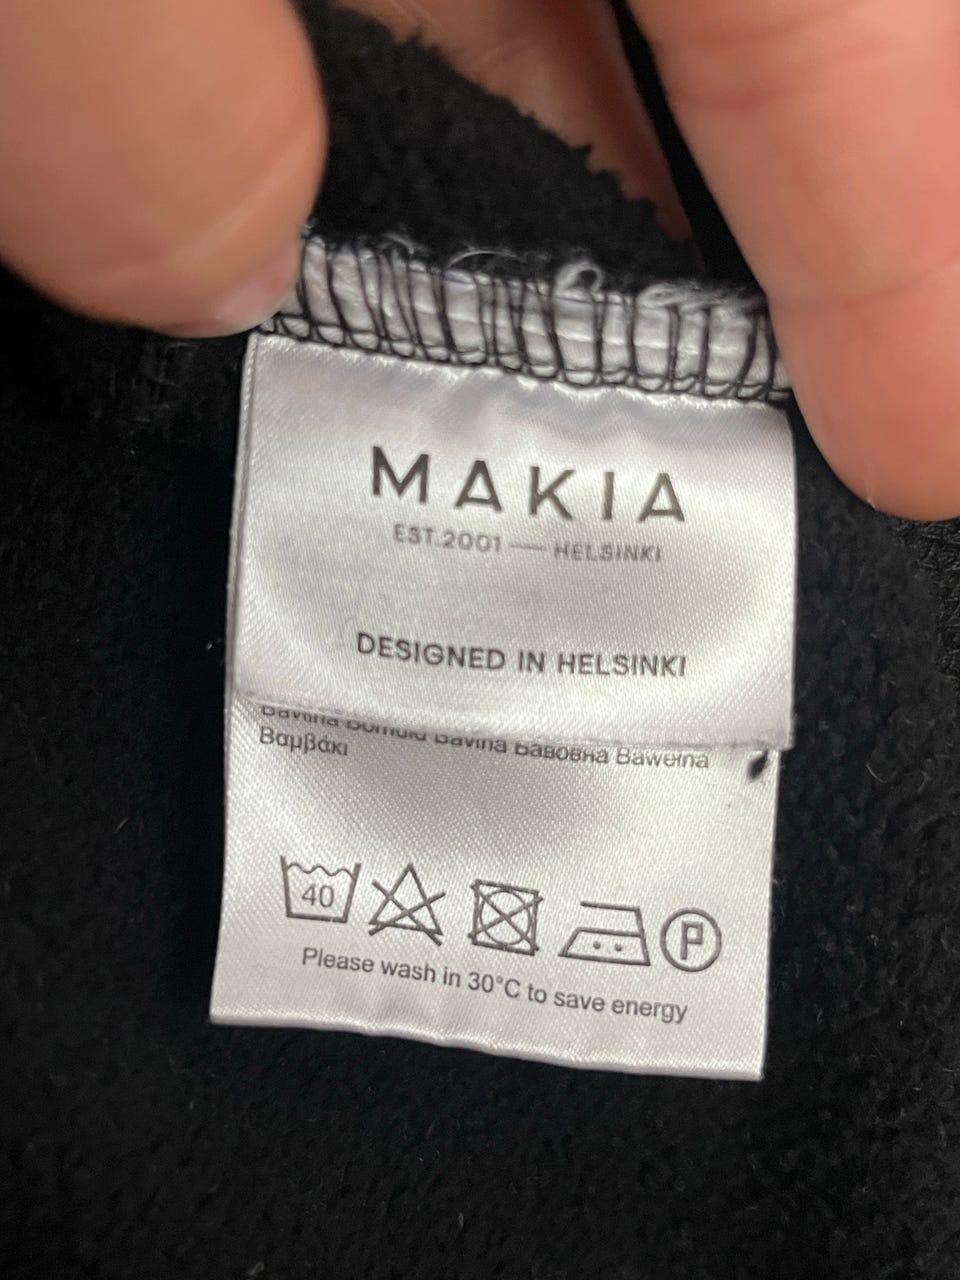 MAKIA
EST.2001 — HELSINKI
DESIGNED IN HELSINKI
Bavlna Bomuld Bavlna Бавовна Bawełna
Βαμβάκι
40 P
Please wash in 30°C to save energy